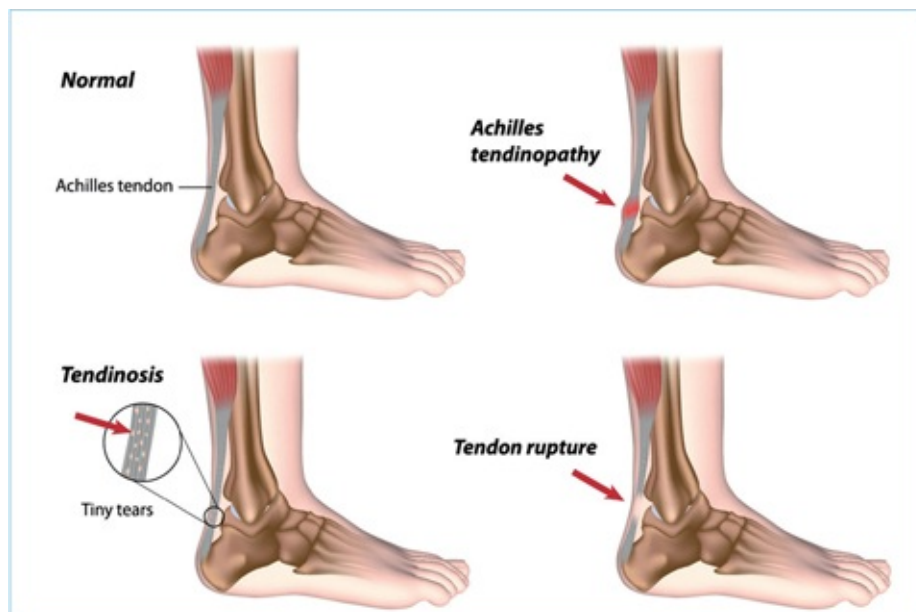 Normal
Achilles tendon
Achilles
tendinopathy
Tendinosis
Tiny tears
Tendon rupture